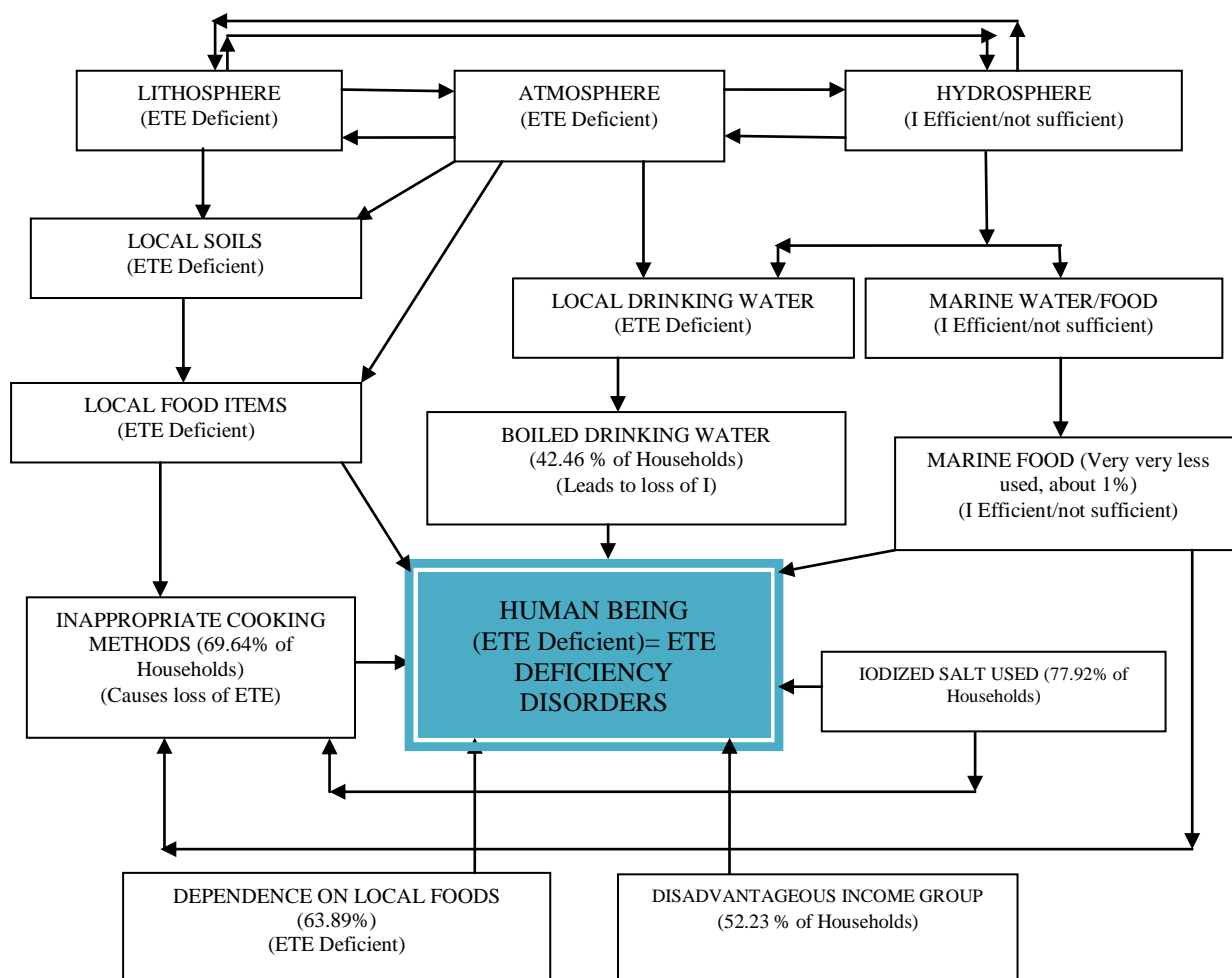 LITHOSPHERE
(ETE Deficient)
ATMOSPHERE
(ETE Deficient)
HYDROSPHERE
(I Efficient/not sufficient)
LOCAL SOILS
(ETE Deficient)
LOCAL DRINKING WATER
(ETE Deficient)
MARINE WATER/FOOD
(I Efficient/not sufficient)
LOCAL FOOD ITEMS
(ETE Deficient)
BOILED DRINKING WATER
(42.46 % of Households)
(Leads to loss of I)
MARINE FOOD (Very very less
used, about 1%)
(I Efficient/not sufficient)
INAPPROPRIATE COOKING
METHODS (69.64% of
Households)
(Causes loss of ETE)
HUMAN BEING
(ETE Deficient)= ETE
DEFICIENCY
DISORDERS
IODIZED SALT USED (77.92% of
Households)
DEPENDENCE ON LOCAL FOODS
(63.89%)
(ETE Deficient)
DISADVANTAGEOUS INCOME GROUP
(52.23 % of Households)